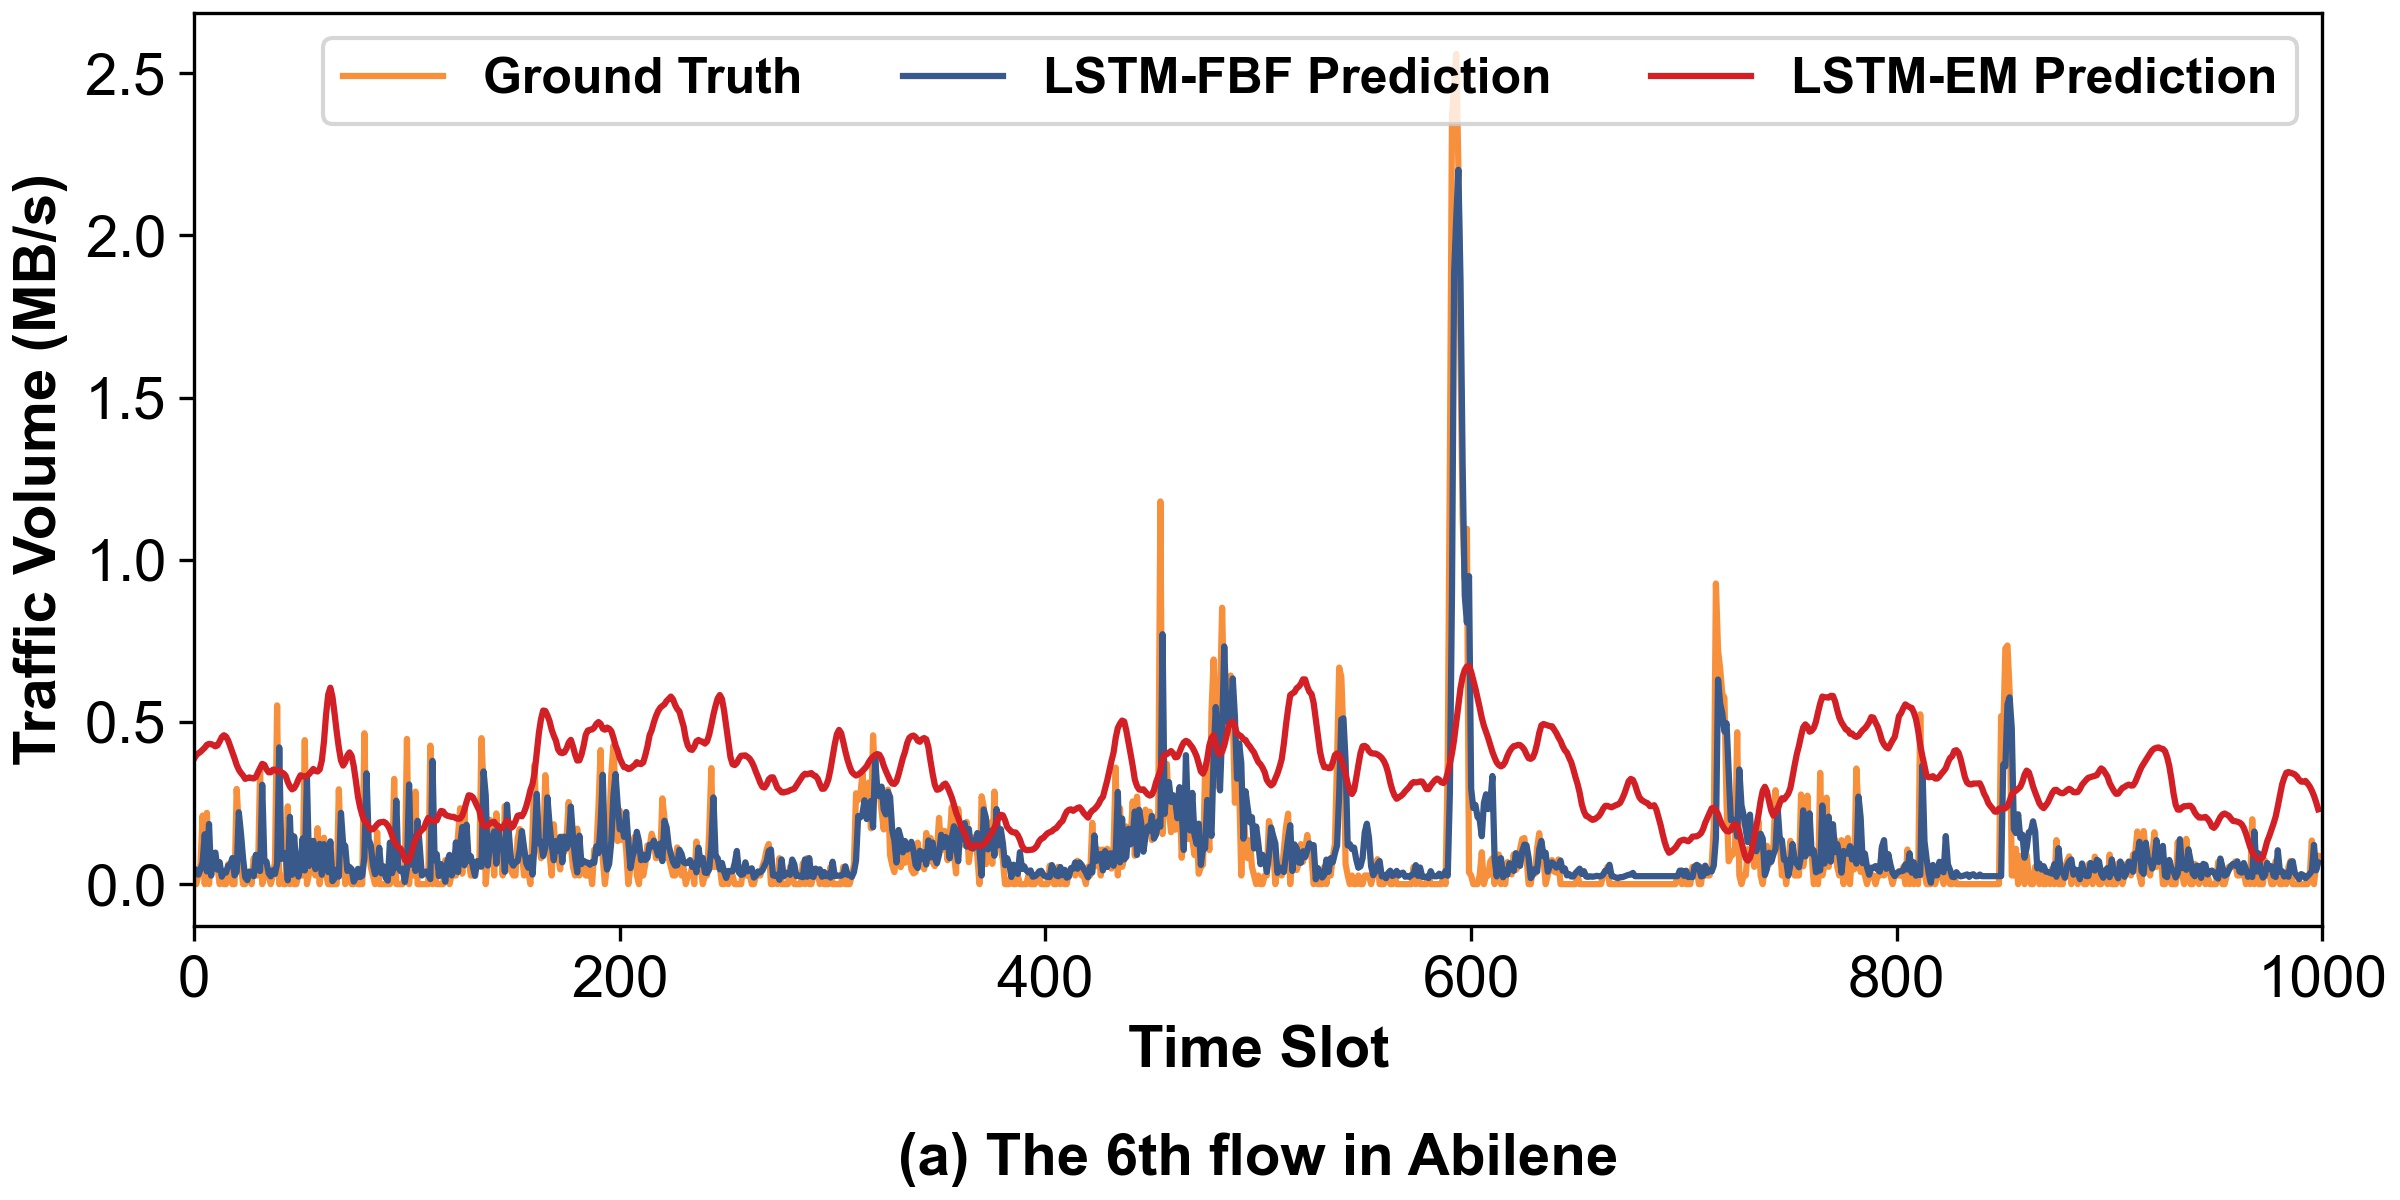 Ground Truth
LSTM-FBF Prediction
LSTM-EM Prediction
Traffic Volume (MB/s)
2.5
2.0
1.5
1.0
0.5
0.0
0
200
400
600
800
1000
Time Slot
(a) The 6th flow in Abilene